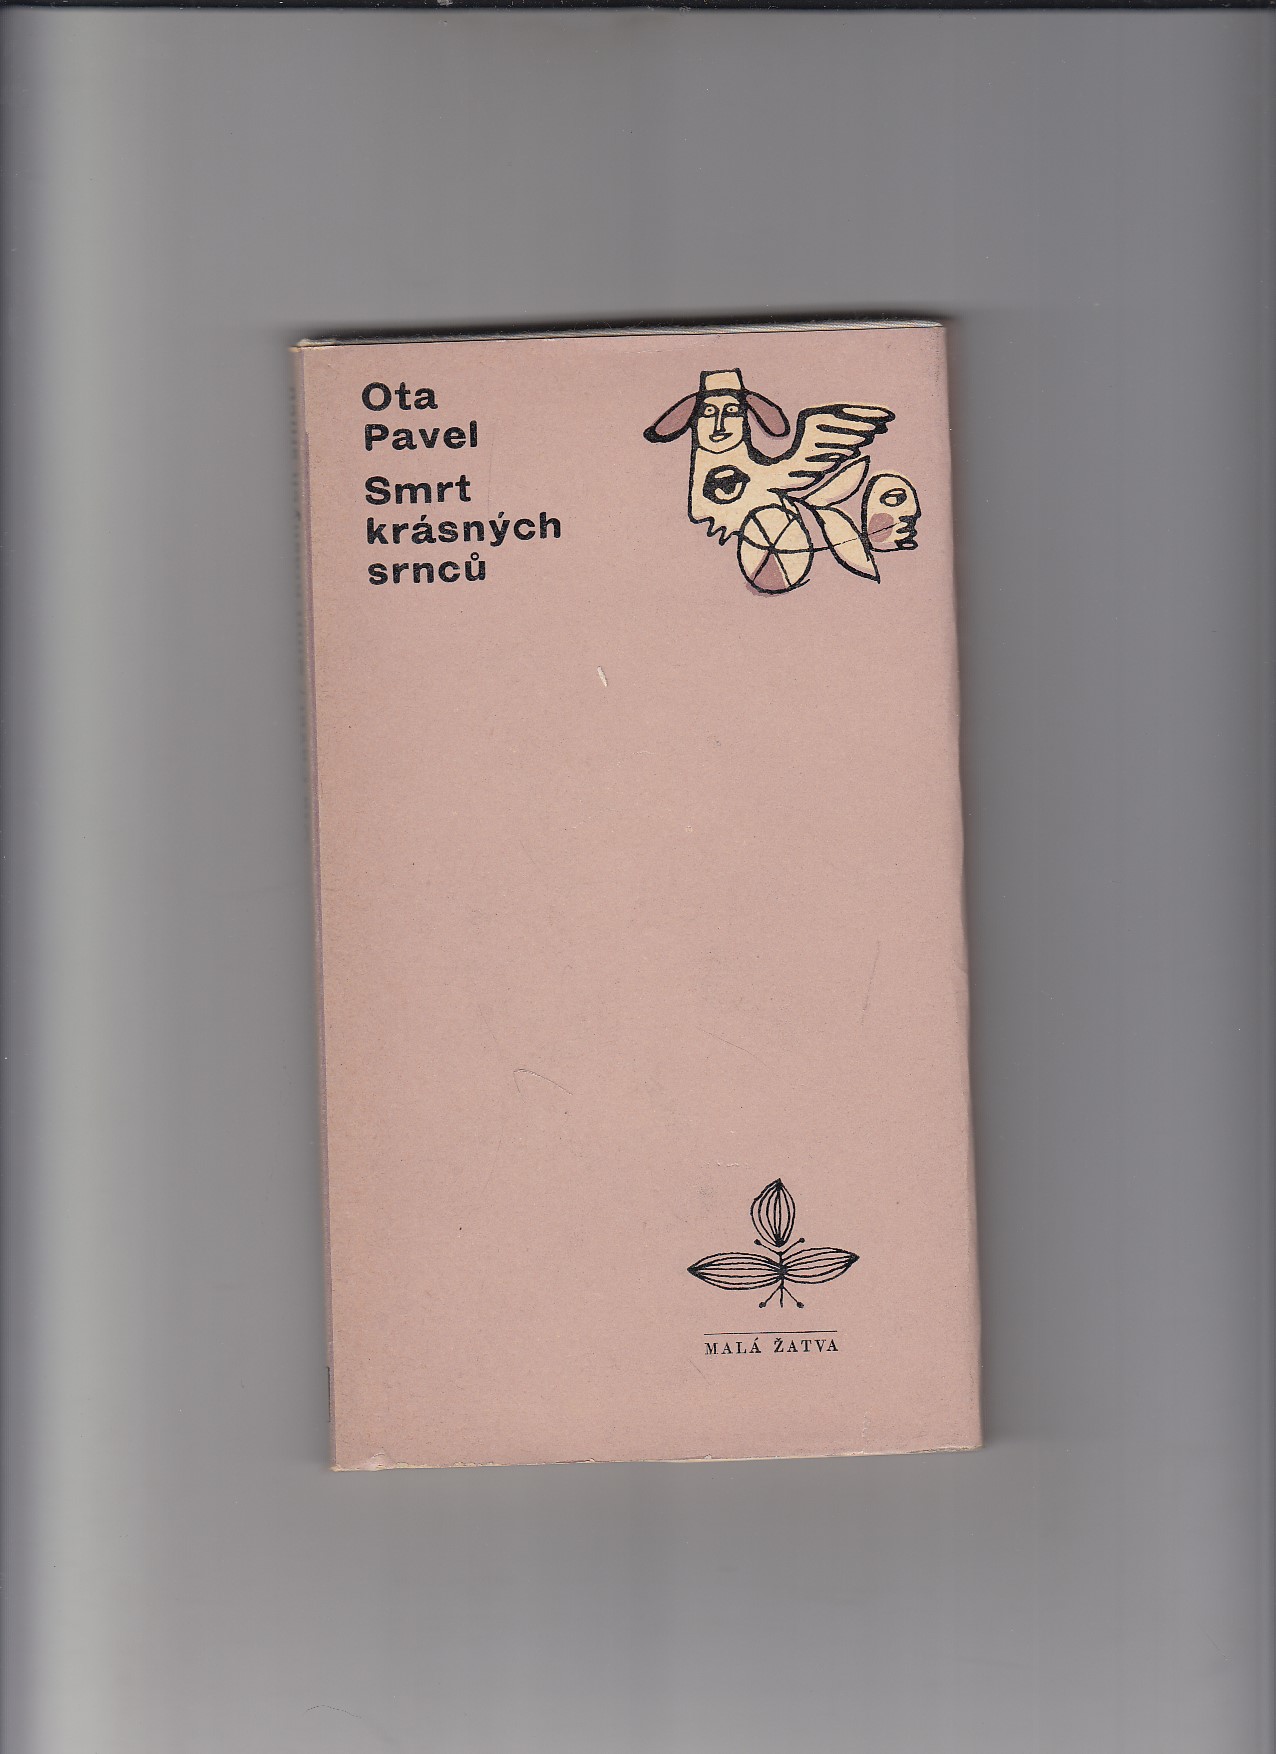 Ota
Pavel
Smrt
krásných
srnců
MALÁ ŽATVA